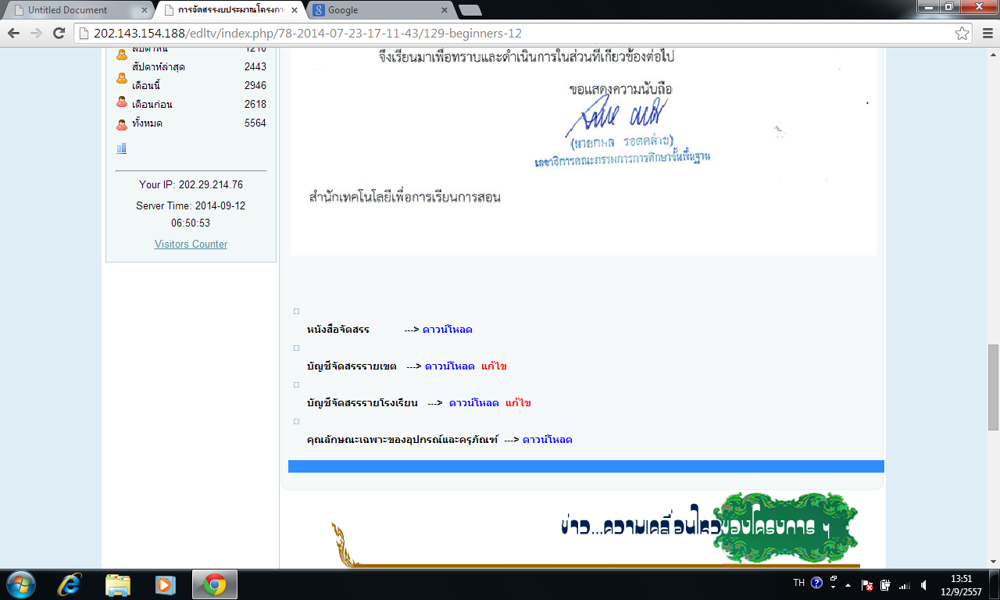 Untitled Document
การจัดสรรงบประมาณโครงกา
Google
202.143.154.188/edltv/index.php/78-2014-07-23-17-11-43/129-beginners-12
สัปดาห์นี้ 1210
สัปดาห์ล่าสุด 2443
เดือนนี้ 2946
เดือนก่อน 2618
ทั้งหมด 5564
Your IP: 202.29.214.76
Server Time: 2014-09-12
06:50:53
Visitors Counter
จึงเรียนมาเพื่อทราบและดำเนินการในส่วนที่เกี่ยวข้องต่อไป
ขอแสดงความนับถือ
(นายกมล รอดคล้าย)
เลขาธิการคณะกรรมการการศึกษาขั้นพื้นฐาน
สำนักเทคโนโลยีเพื่อการเรียนการสอน
หนังสือจัดสรร ---> ดาวน์โหลด
บัญชีจัดสรรรายเขต ---> ดาวน์โหลด แก้ไข
บัญชีจัดสรรรายโรงเรียน ---> ดาวน์โหลด แก้ไข
คุณลักษณะเฉพาะของอุปกรณ์และครุภัณฑ์ ---> ดาวน์โหลด
ข่าว...ความเคลื่อนไหวของโครงการ ฯ
TH
13:51
12/9/2557